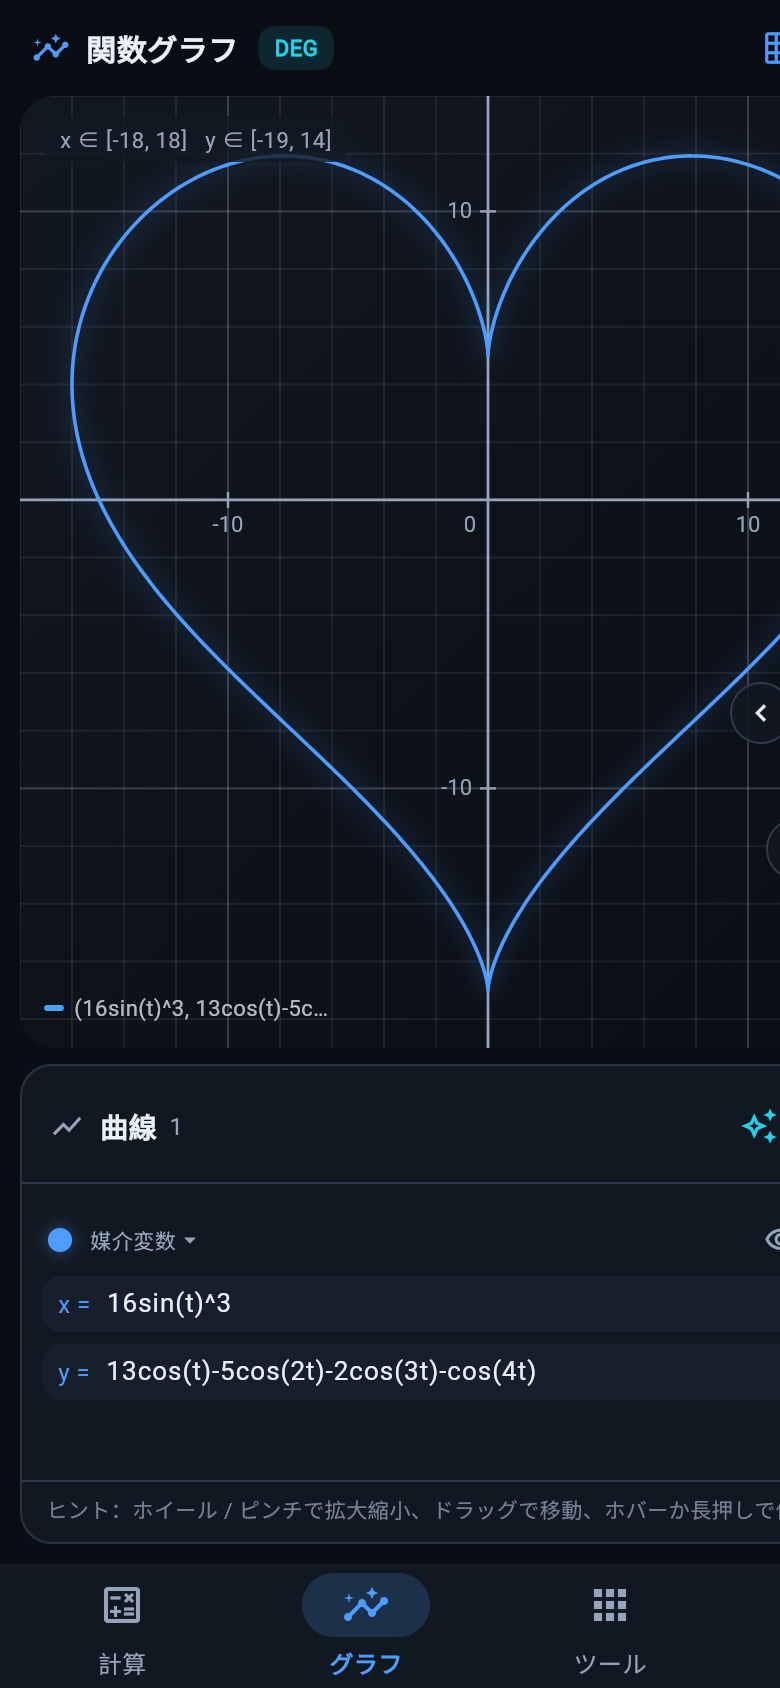 関数グラフ DEG
x ∈ [-18, 18] y ∈ [-19, 14]
10
-10 0 10
-10
(16sin(t)^3, 13cos(t)-5c...
曲線 1
媒介変数
x = 16sin(t)^3
y = 13cos(t)-5cos(2t)-2cos(3t)-cos(4t)
ヒント: ホイール / ピンチで拡大縮小、ドラッグで移動、ホバーか長押しで
計算 グラフ ツール